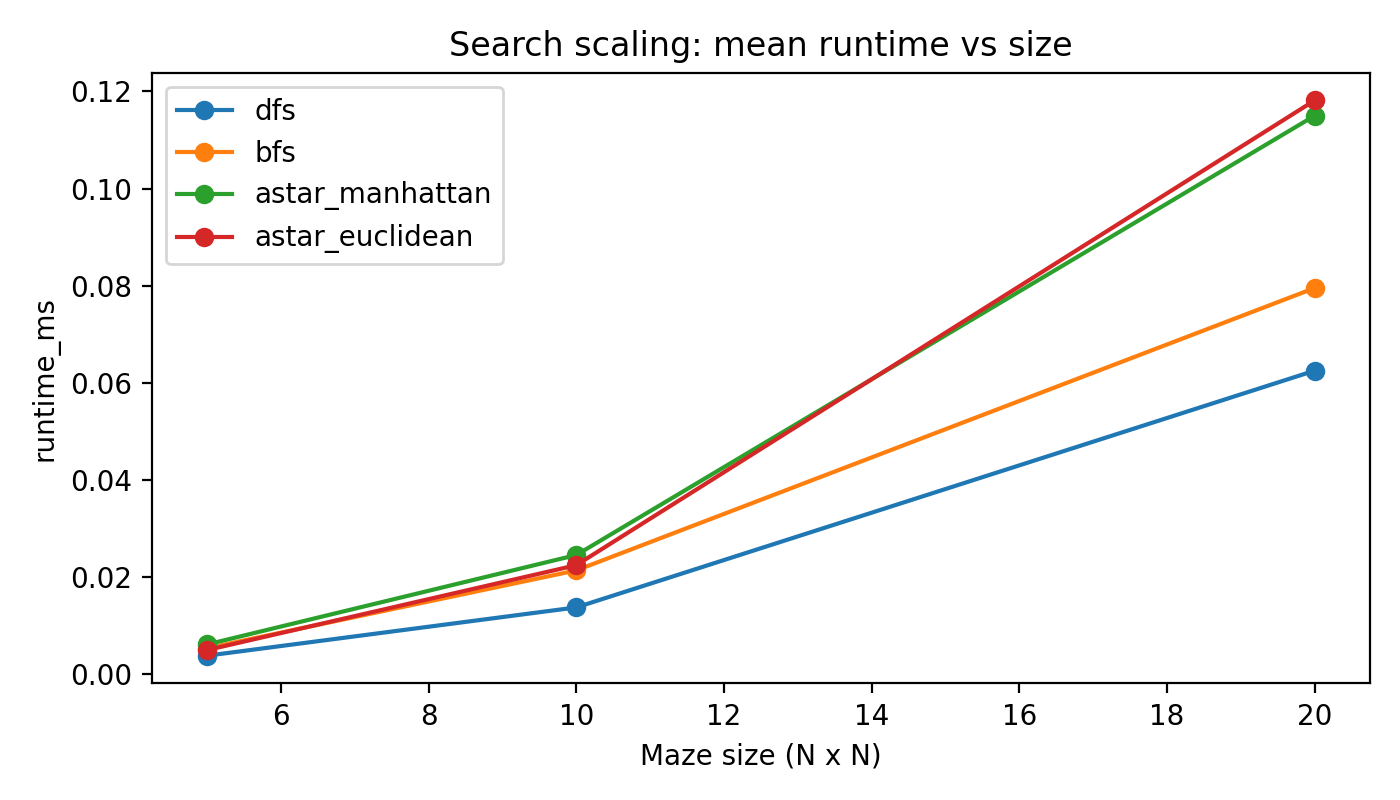 Search scaling: mean runtime vs size
dfs
bfs
astar_manhattan
astar_euclidean
runtime_ms
0.12
0.10
0.08
0.06
0.04
0.02
0.00
6 8 10 12 14 16 18 20
Maze size (N x N)